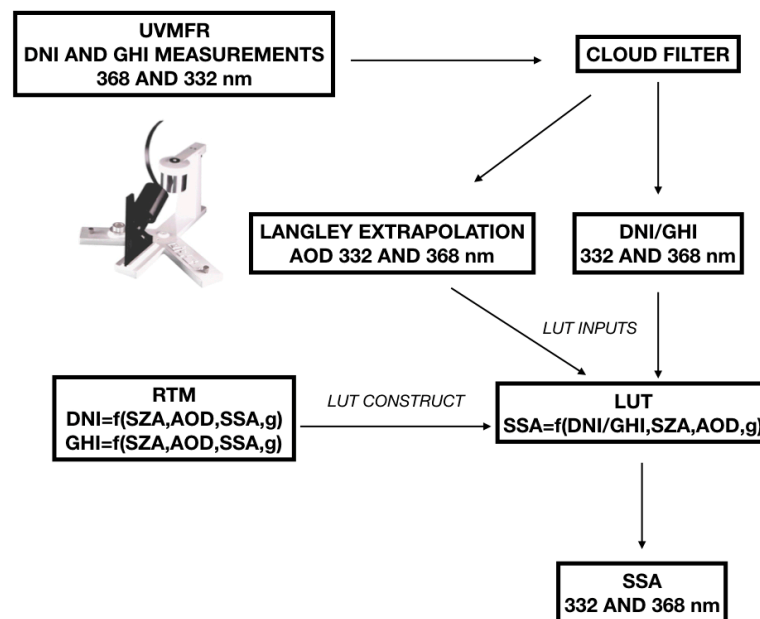 UVMFR
DNI AND GHI MEASUREMENTS
368 AND 332 nm
CLOUD FILTER
LANGLEY EXTRAPOLATION
AOD 332 AND 368 nm
DNI/GHI
332 AND 368 nm
LUT INPUTS
RTM
DNI=f(SZA,AOD,SSA,g)
GHI=f(SZA,AOD,SSA,g)
LUT CONSTRUCT
LUT
SSA=f(DNI/GHI,SZA,AOD,g)
SSA
332 AND 368 nm